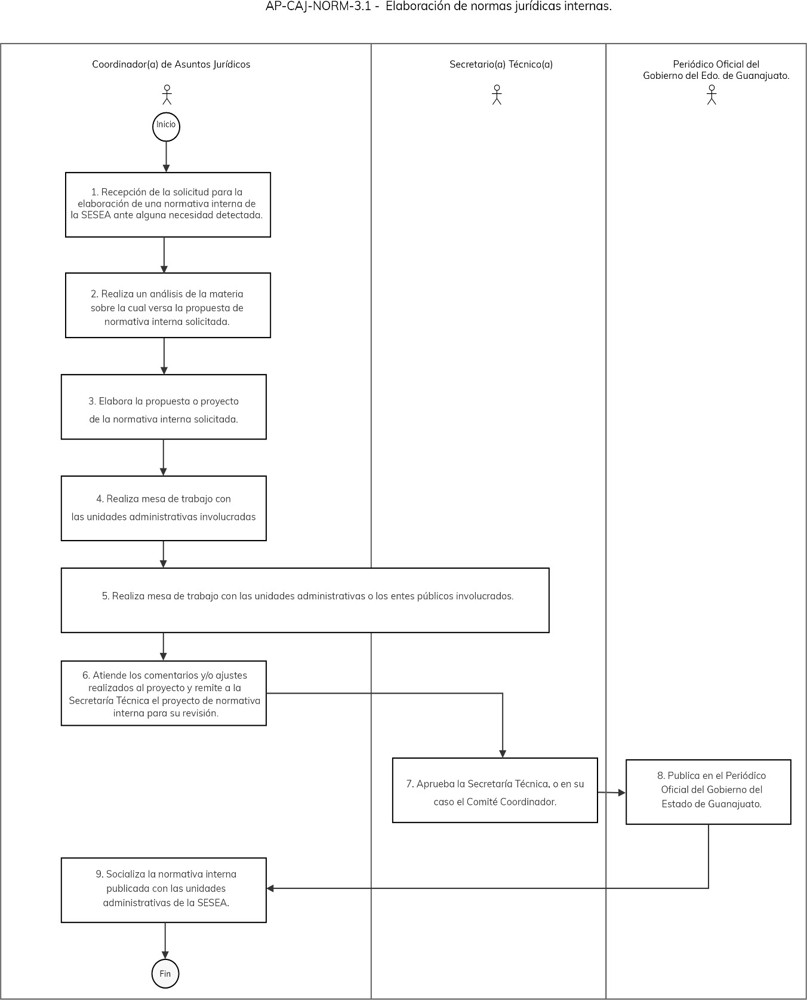 AP-CAJ-NORM-3.1 - Elaboración de normas jurídicas internas.
Coordinador(a) de Asuntos Jurídicos
Secretario(a) Técnico(a)
Periódico Oficial del
Gobierno del Edo. de Guanajuato.
Inicio
1. Recepción de la solicitud para la
elaboración de una normativa interna de
la SESEA ante alguna necesidad detectada.
2. Realiza un análisis de la materia
sobre la cual versa la propuesta de
normativa interna solicitada.
3. Elabora la propuesta o proyecto
de la normativa interna solicitada.
4. Realiza mesa de trabajo con
las unidades administrativas involucradas
5. Realiza mesa de trabajo con las unidades administrativas o los entes públicos involucrados.
6. Atiende los comentarios y/o ajustes
realizados al proyecto y remite a la
Secretaría Técnica el proyecto de normativa
interna para su revisión.
7. Aprueba la Secretaría Técnica, o en su
caso el Comité Coordinador.
8. Publica en el Periódico
Oficial del Gobierno del
Estado de Guanajuato.
9. Socializa la normativa interna
publicada con las unidades
administrativas de la SESEA.
Fin